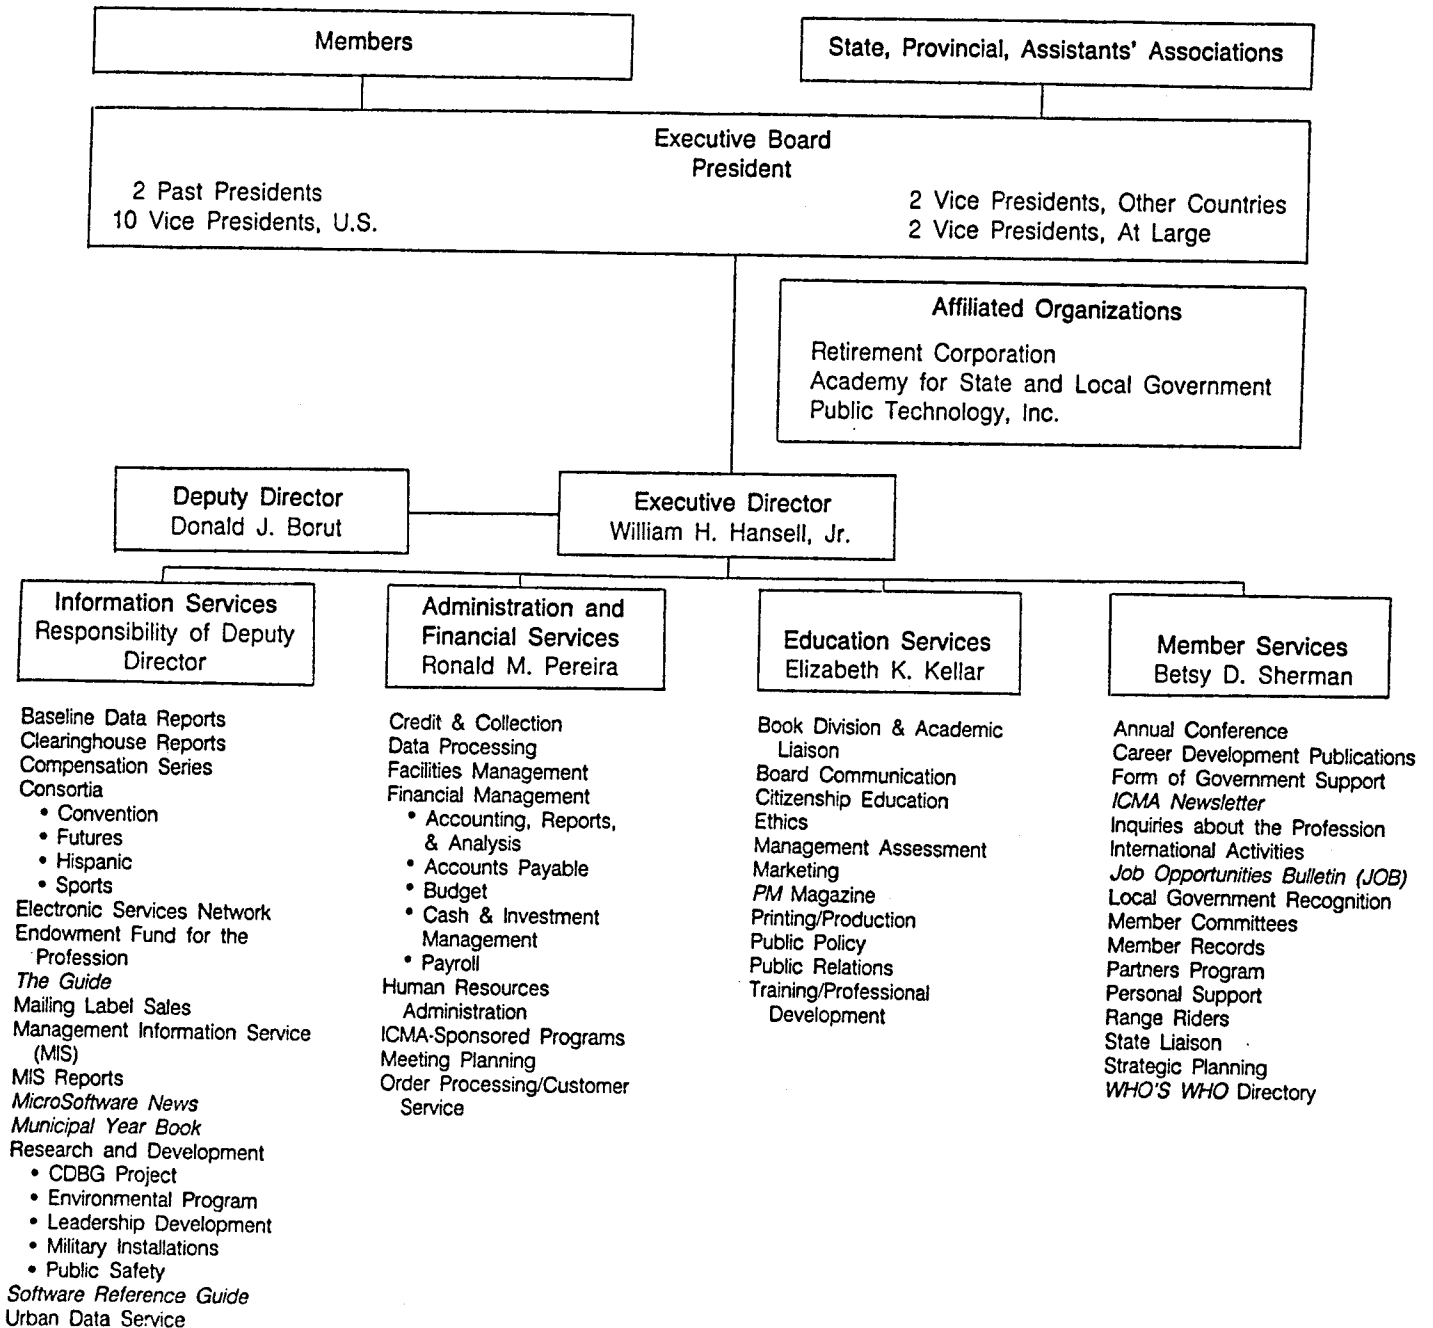 Members
State, Provincial, Assistants' Associations
Executive Board
President
2 Past Presidents
10 Vice Presidents, U.S.
2 Vice Presidents, Other Countries
2 Vice Presidents, At Large
Affiliated Organizations
Retirement Corporation
Academy for State and Local Government
Public Technology, Inc.
Deputy Director
Donald J. Borut
Executive Director
William H. Hansell, Jr.
Information Services
Responsibility of Deputy
Director
Baseline Data Reports
Clearinghouse Reports
Compensation Series
Consortia
• Convention
• Futures
• Hispanic
• Sports
Electronic Services Network
Endowment Fund for the
Profession
The Guide
Mailing Label Sales
Management Information Service
(MIS)
MIS Reports
MicroSoftware News
Municipal Year Book
Research and Development
• CDBG Project
• Environmental Program
• Leadership Development
• Military Installations
• Public Safety
Software Reference Guide
Urban Data Service
Administration and
Financial Services
Ronald M. Pereira
Credit & Collection
Data Processing
Facilities Management
Financial Management
• Accounting, Reports,
& Analysis
• Accounts Payable
• Budget
• Cash & Investment
Management
• Payroll
Human Resources
Administration
ICMA-Sponsored Programs
Meeting Planning
Order Processing/Customer
Service
Education Services
Elizabeth K. Kellar
Book Division & Academic
Liaison
Board Communication
Citizenship Education
Ethics
Management Assessment
Marketing
PM Magazine
Printing/Production
Public Policy
Public Relations
Training/Professional
Development
Member Services
Betsy D. Sherman
Annual Conference
Career Development Publications
Form of Government Support
ICMA Newsletter
Inquiries about the Profession
International Activities
Job Opportunities Bulletin (JOB)
Local Government Recognition
Member Committees
Member Records
Partners Program
Personal Support
Range Riders
State Liaison
Strategic Planning
WHO'S WHO Directory